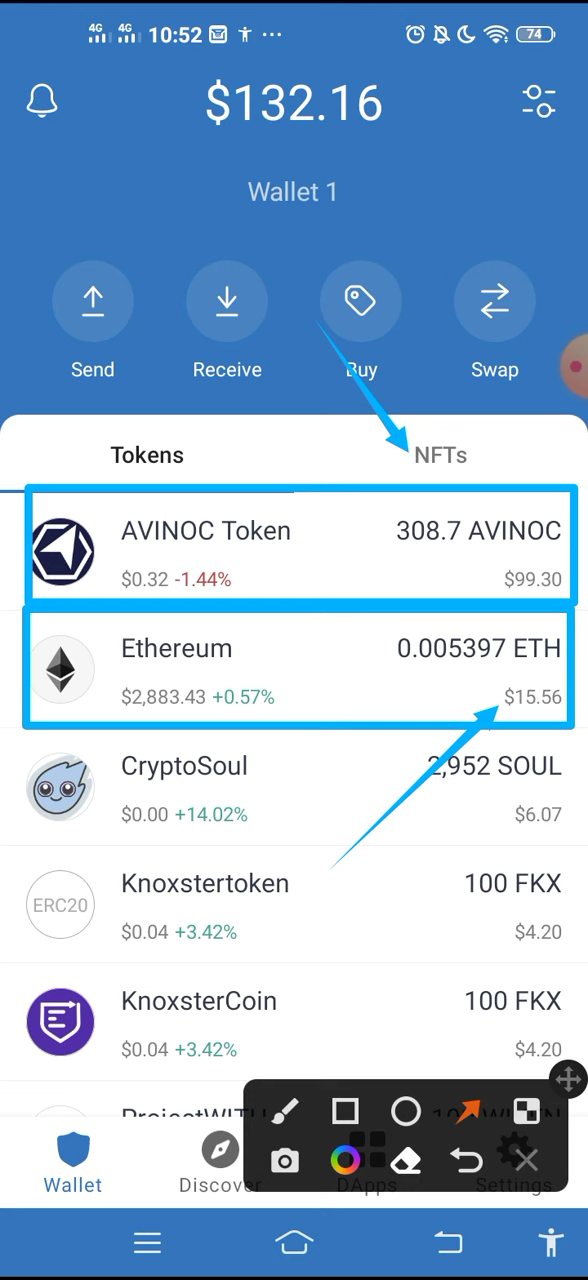 4G 4G 10:52 74
$132.16
Wallet 1
Send Receive Buy Swap
Tokens NFTs
AVINOC Token 308.7 AVINOC
$0.32 -1.44% $99.30
Ethereum 0.005397 ETH
$2,883.43 +0.57% $15.56
CryptoSoul 2,952 SOUL
$0.00 +14.02% $6.07
ERC20 Knoxstertoken 100 FKX
$0.04 +3.42% $4.20
KnoxsterCoin 100 FKX
$0.04 +3.42% $4.20
Wallet Discover DApps Settings